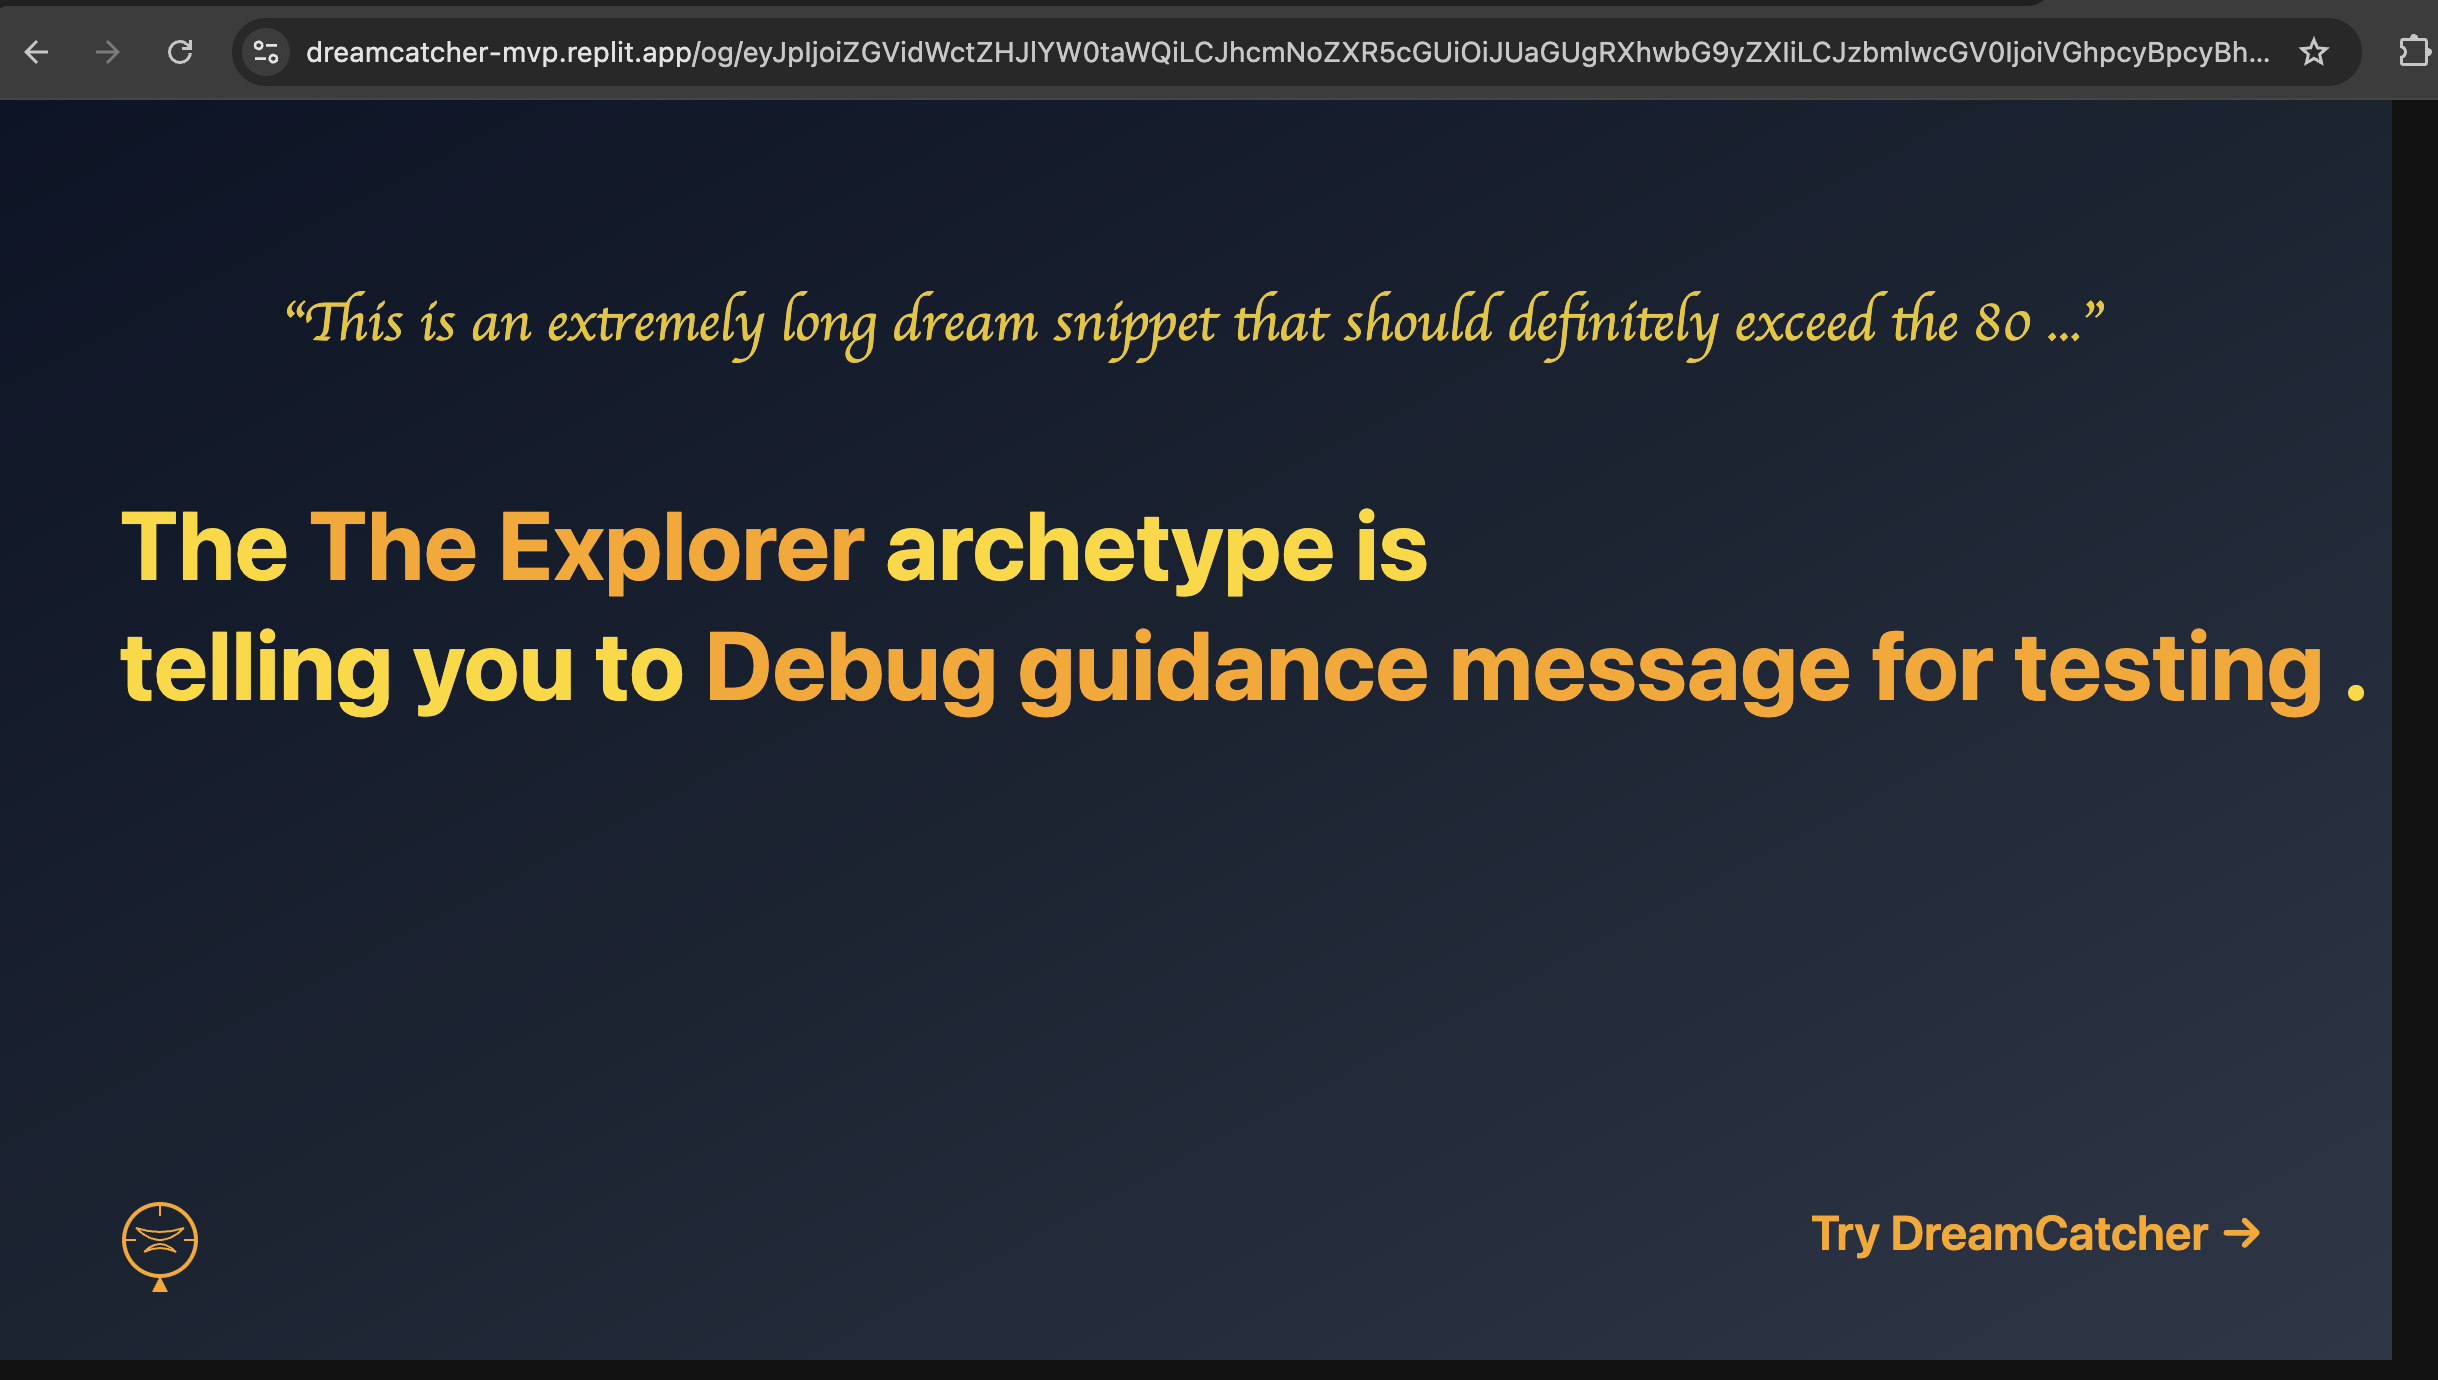 dreamcatcher-mvp.replit.app/og/eyJpIjoiZGVidWctZHJlYW0taWQiLCJhcmNoZXR5cGUiOiJUaGUgRXhwbG9yZXIiLCJzbmlwcGV0IjoiVGhpcyBpcyBh...
“This is an extremely long dream snippet that should definitely exceed the 80 ...”
The The Explorer archetype is
telling you to Debug guidance message for testing .
Try DreamCatcher →